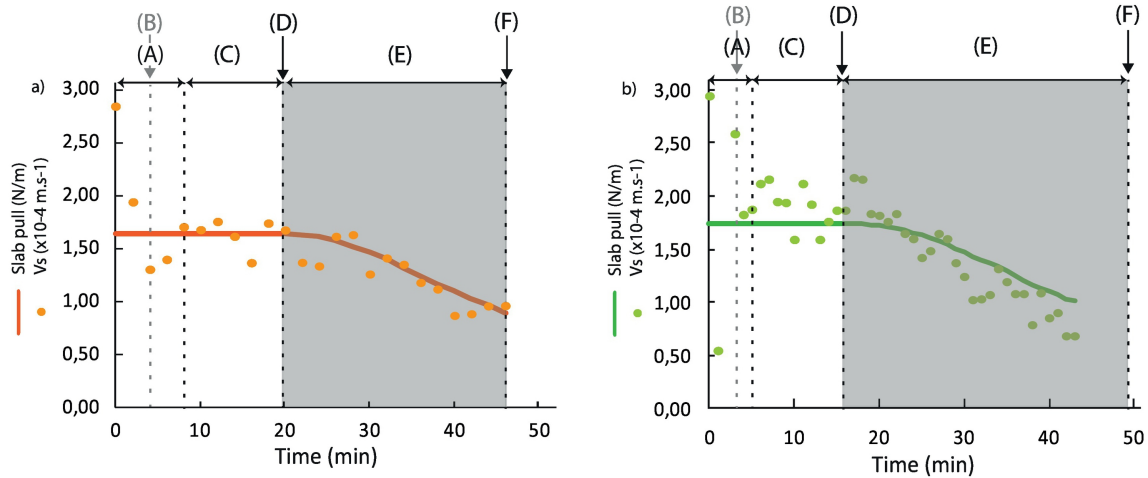 (B)
(A)
(C)
(D)
(E)
(F)
a)
3,00
2,50
2,00
1,50
1,00
0,50
0,00
Slab pull (N/m)
Vs (x10-4 m.s-1)
0
10
20
30
40
50
Time (min)
(B)
(A)
(C)
(D)
(E)
(F)
b)
3,00
2,50
2,00
1,50
1,00
0,50
0,00
Slab pull (N/m)
Vs (x10-4 m.s-1)
0
10
20
30
40
50
Time (min)